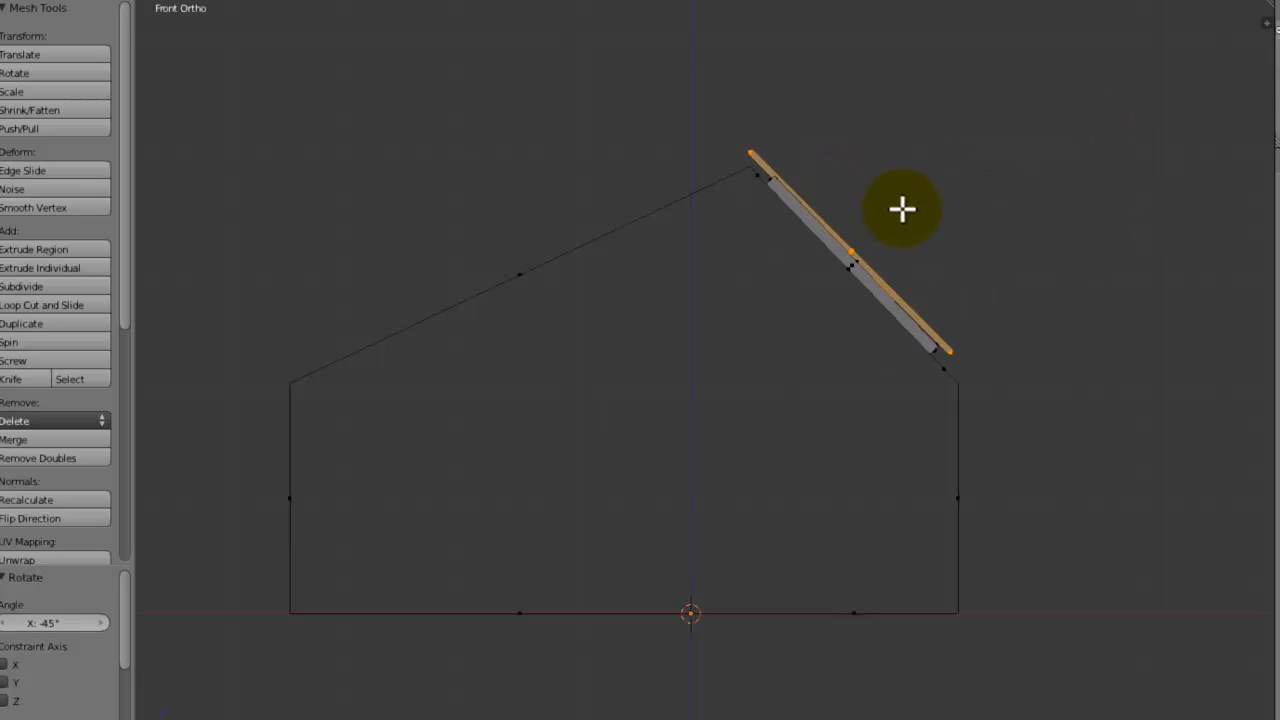 Mesh Tools
Front Ortho
Transform:
Translate
Rotate
Scale
Shrink/Fatten
Push/Pull
Deform:
Edge Slide
Noise
Smooth Vertex
Add:
Extrude Region
Extrude Individual
Subdivide
Loop Cut and Slide
Duplicate
Spin
Screw
Knife Select
Remove:
Delete
Merge
Remove Doubles
Normals:
Recalculate
Flip Direction
UV Mapping:
Unwrap
Rotate
Angle
X: -45°
Constraint Axis
X
Y
Z